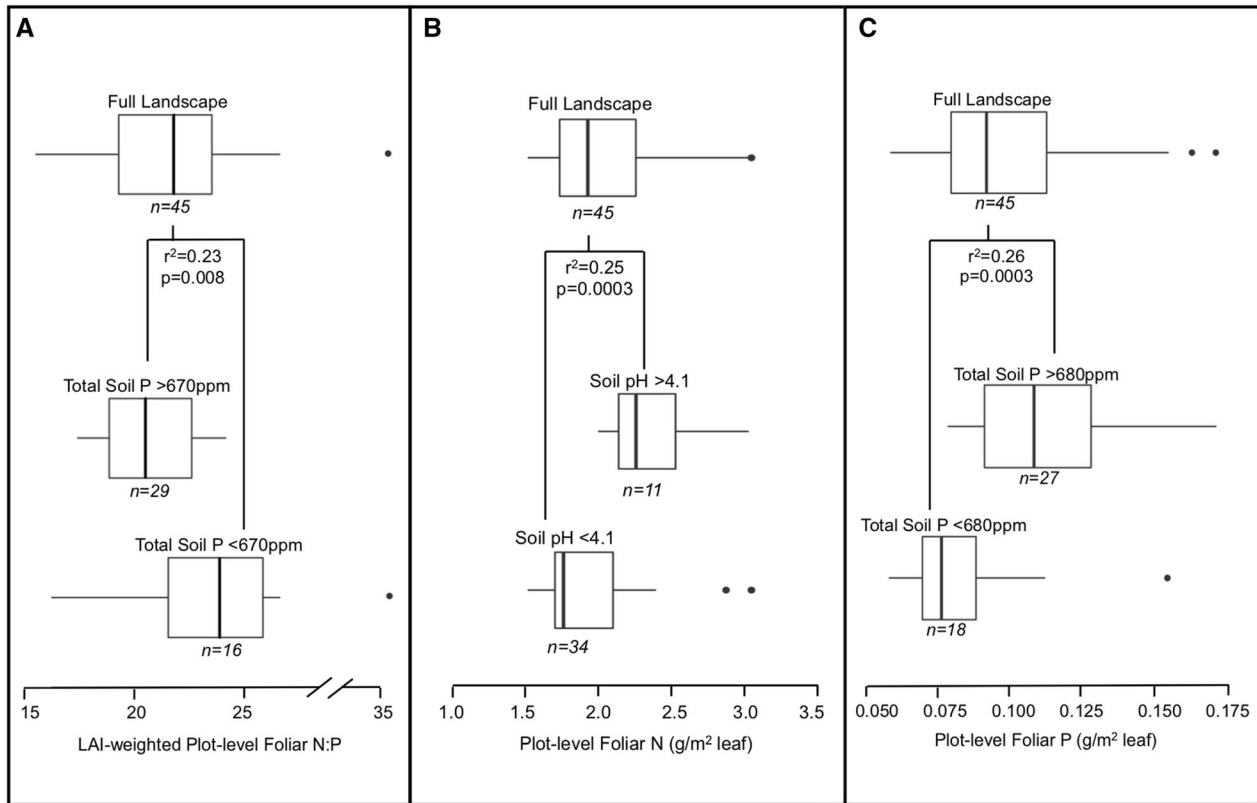 A
Full Landscape
n=45
r²=0.23
p=0.008
Total Soil P >670ppm
n=29
Total Soil P <670ppm
n=16
15 20 25 35
LAI-weighted Plot-level Foliar N:P
B
Full Landscape
n=45
r²=0.25
p=0.0003
Soil pH >4.1
n=11
Soil pH <4.1
n=34
1.0 1.5 2.0 2.5 3.0 3.5
Plot-level Foliar N (g/m² leaf)
C
Full Landscape
n=45
r²=0.26
p=0.0003
Total Soil P >680ppm
n=27
Total Soil P <680ppm
n=18
0.050 0.075 0.100 0.125 0.150 0.175
Plot-level Foliar P (g/m² leaf)